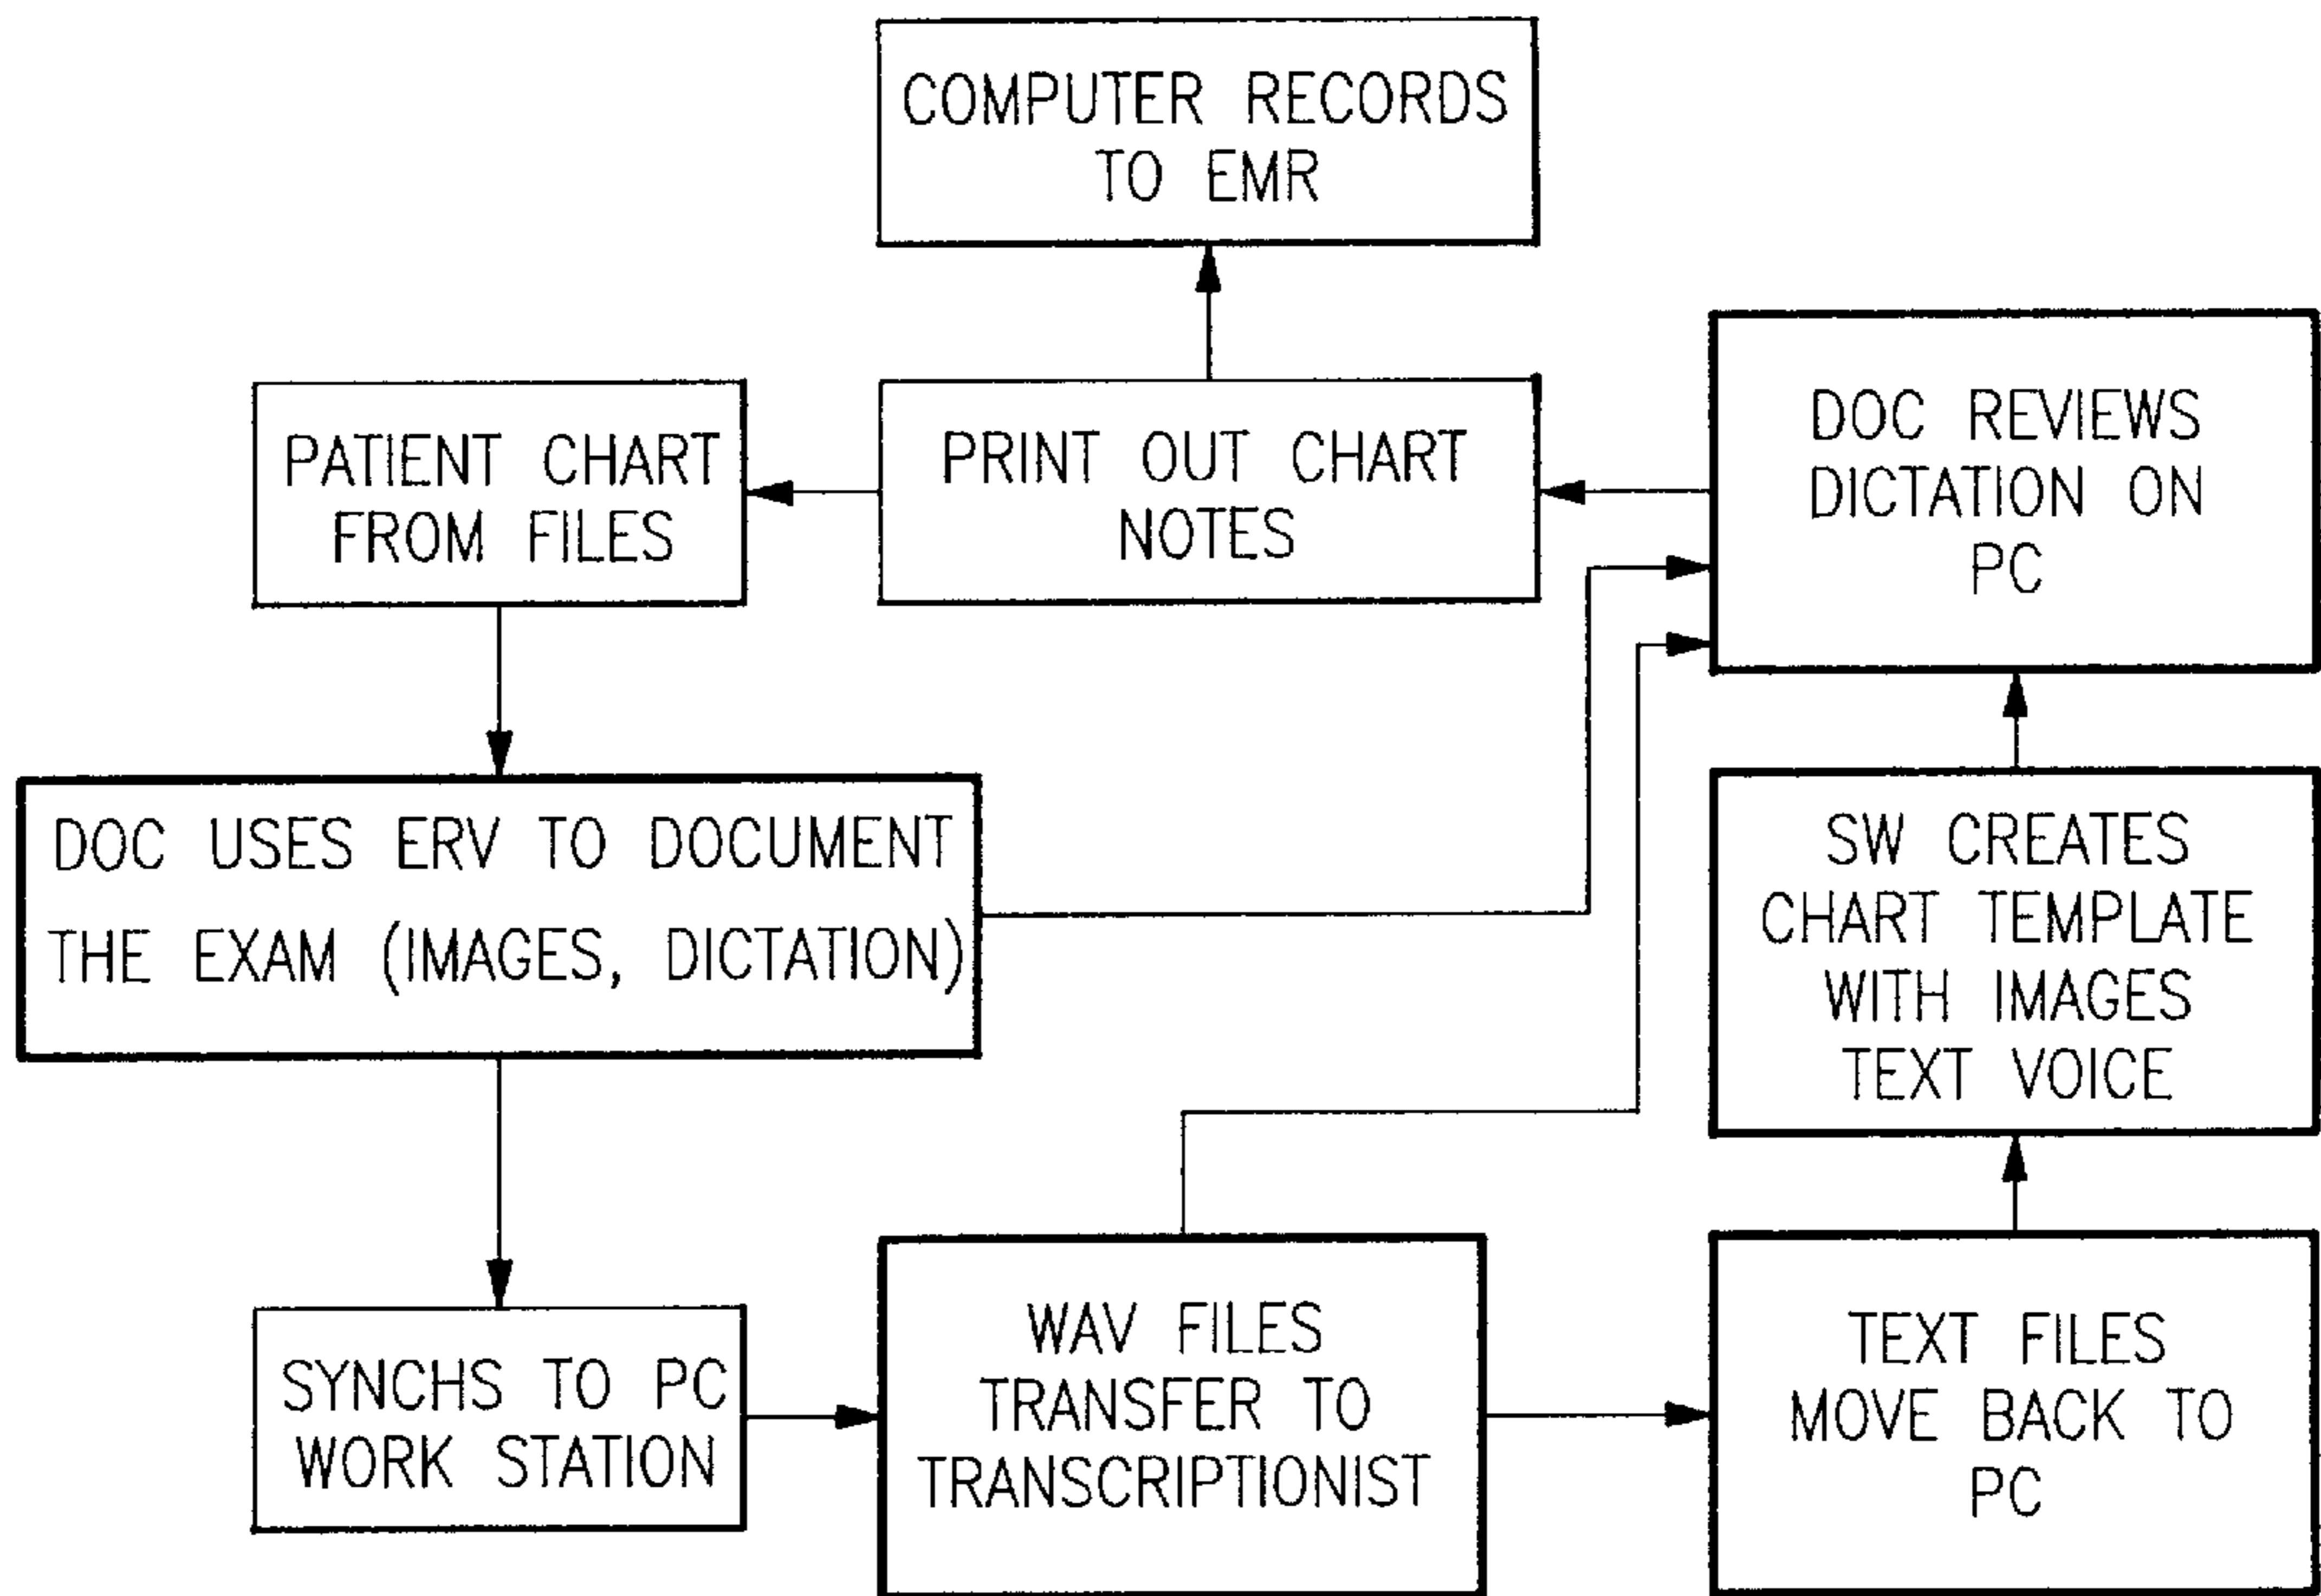 COMPUTER RECORDS
TO EMR
PATIENT CHART
FROM FILES
PRINT OUT CHART
NOTES
DOC REVIEWS
DICTATION ON
PC
DOC USES ERV TO DOCUMENT
THE EXAM (IMAGES, DICTATION)
SW CREATES
CHART TEMPLATE
WITH IMAGES
TEXT VOICE
SYNCHS TO PC
WORK STATION
WAV FILES
TRANSFER TO
TRANSCRIPTIONIST
TEXT FILES
MOVE BACK TO
PC